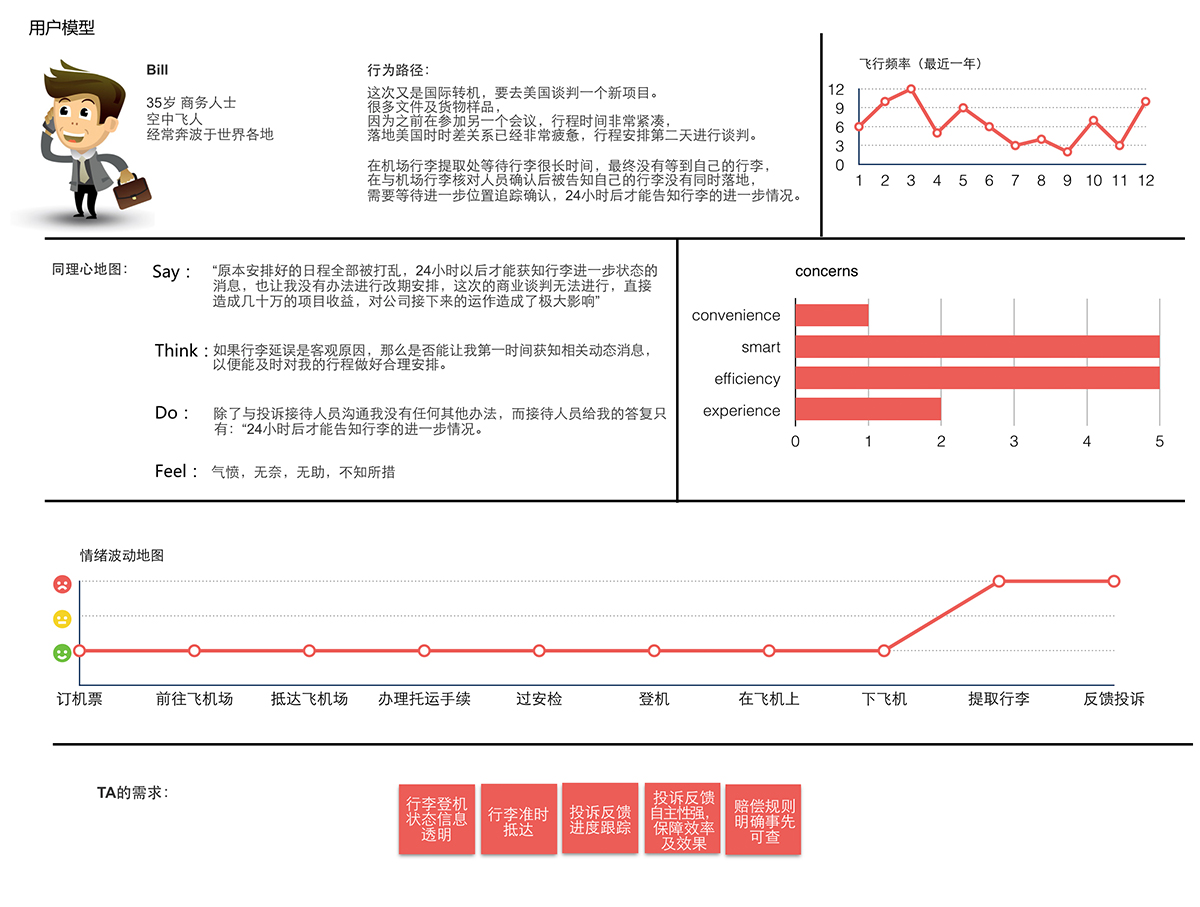 用户模型
Bill
35岁 商务人士
空中飞人
经常奔波于世界各地
行为路径：
这次又是国际转机，要去美国谈判一个新项目。
很多文件及货物样品，
因为之前在参加另一个会议，行程时间非常紧凑，
落地美国时时差关系已经非常疲惫，行程安排第二天进行谈判。
在机场行李提取处等待行李很长时间，最终没有等到自己的行李，
在与机场行李核对人员确认后被告知自己的行李没有同时落地，
需要等待进一步位置追踪确认，24小时后才能告知行李的进一步情况。
飞行频率（最近一年）
12
9
6
3
0
1 2 3 4 5 6 7 8 9 10 11 12
同理心地图：
Say：
“原本安排好的日程全部被打乱，24小时以后才能获知行李进一步状态的
消息，也让我没有办法进行改期安排，这次的商业谈判无法进行，直接
造成几十万的项目收益，对公司接下来的运作造成了极大影响”
Think：
如果行李延误是客观原因，那么是否能让我第一时间获知相关动态消息，
以便能及时对我的行程做好合理安排。
Do：
除了与投诉接待人员沟通我没有任何其他办法，而接待人员给我的答复只
有：“24小时后才能告知行李的进一步情况。
Feel：
气愤，无奈，无助，不知所措
concerns
convenience
smart
efficiency
experience
0 1 2 3 4 5
情绪波动地图
订机票 前往飞机场 抵达飞机场 办理托运手续 过安检 登机 在飞机上 下飞机 提取行李 反馈投诉
TA的需求：
行李登机
状态信息
透明
行李准时
抵达
投诉反馈
进度跟踪
投诉反馈
自主性强，
保障效率
及效果
赔偿规则
明确事先
可查